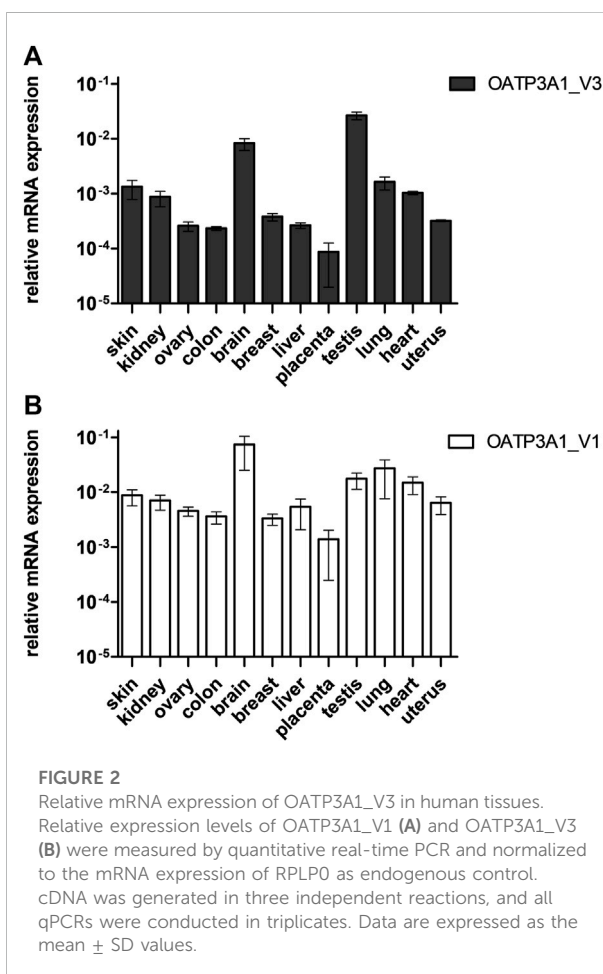 A
OATP3A1_V3
relative mRNA expression
10-1
10-2
10-3
10-4
10-5
skin
kidney
ovary
colon
brain
breast
liver
placenta
testis
lung
heart
uterus
B
OATP3A1_V1
relative mRNA expression
10-1
10-2
10-3
10-4
10-5
skin
kidney
ovary
colon
brain
breast
liver
placenta
testis
lung
heart
uterus
FIGURE 2
Relative mRNA expression of OATP3A1_V3 in human tissues.
Relative expression levels of OATP3A1_V1 (A) and OATP3A1_V3
(B) were measured by quantitative real-time PCR and normalized
to the mRNA expression of RPLP0 as endogenous control.
cDNA was generated in three independent reactions, and all
qPCRs were conducted in triplicates. Data are expressed as the
mean ± SD values.